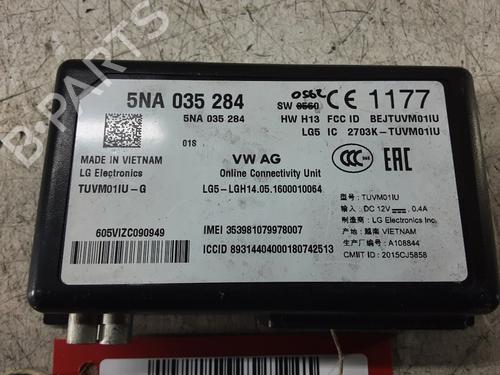 0562
5NA 035 284
SW 0560 CE 1177
5NA 035 284
HW H13 FCC ID BEJTUVM01IU
01S
LG5 IC 2703K-TUVM01IU
MADE IN VIETNAM
LG Electronics
TUVM01IU-G
VW AG
Online Connectivity Unit
LG5-LGH14.05.1600010064
CCC
EAC
型号: TUVM01IU
输入: DC 12V 0.4A
制造商: LG Electronics Inc.
产地: 越南 VIETNAM
生产厂编号: A108844
CMIIT ID: 2015CJ5858
605VIZC090949
IMEI 353981079978007
ICCID 89314404000180742513